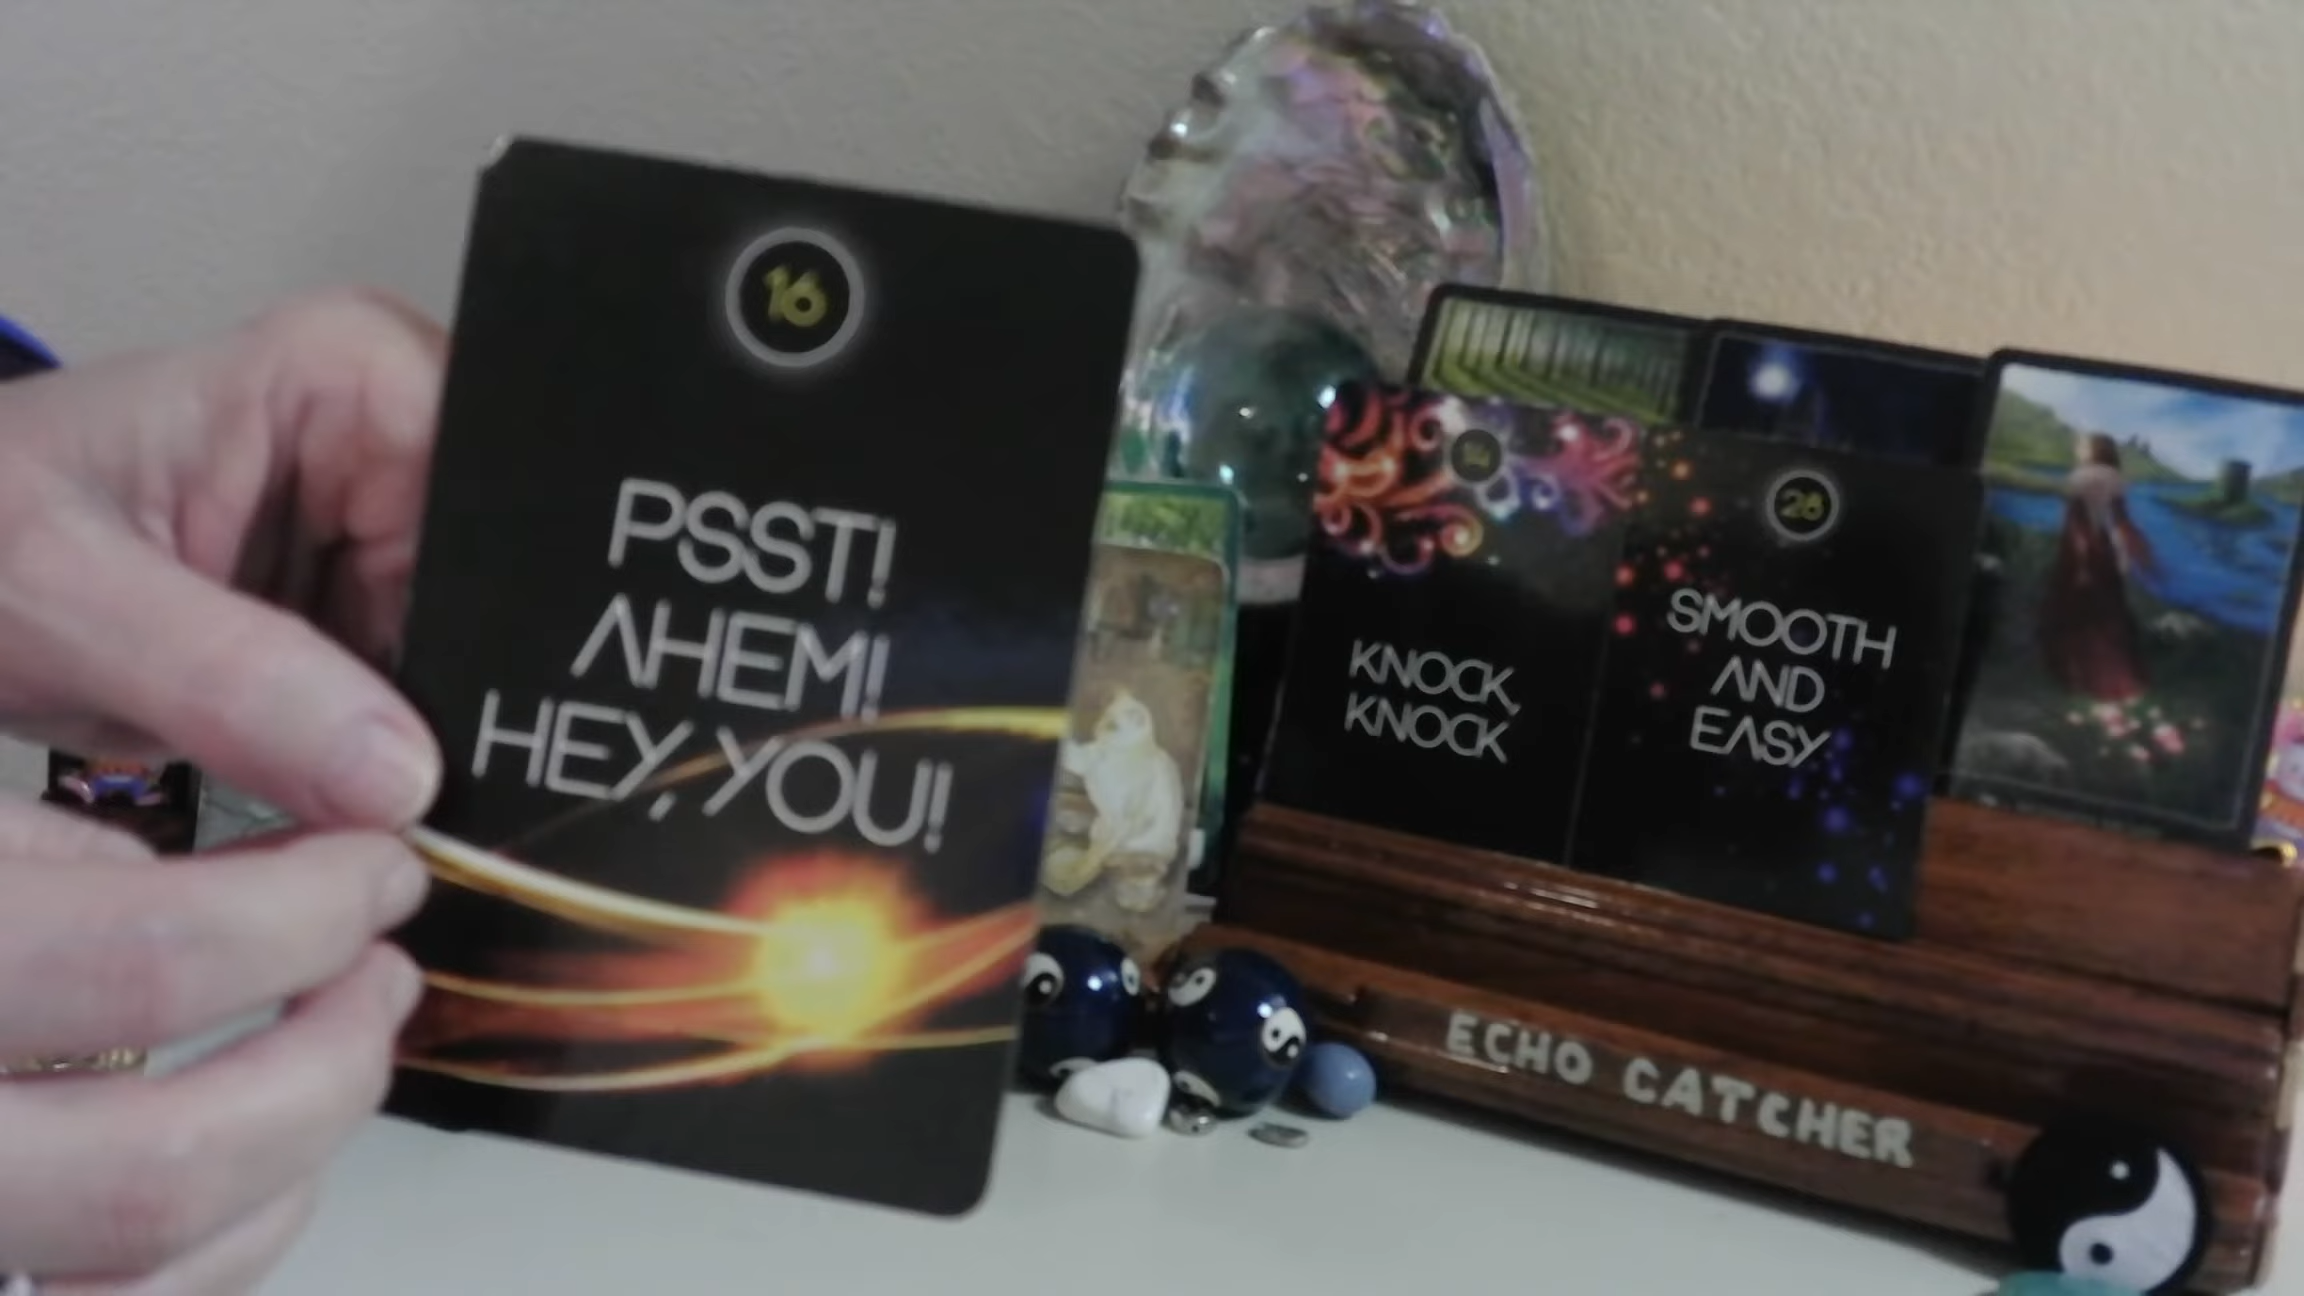 16
PSST!
AHEM!
HEY, YOU!
KNOCK,
KNOCK
28
SMOOTH
AND
EASY
ECHO CATCHER